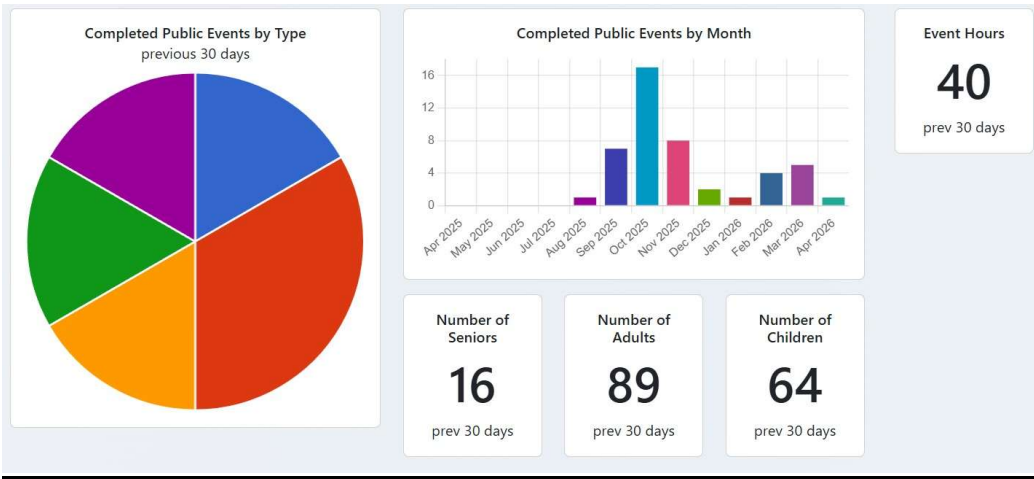 Completed Public Events by Type
previous 30 days
Completed Public Events by Month
16
12
8
4
0
Apr 2025
May 2025
Jun 2025
Jul 2025
Aug 2025
Sep 2025
Oct 2025
Nov 2025
Dec 2025
Jan 2026
Feb 2026
Mar 2026
Apr 2026
Event Hours
40
prev 30 days
Number of
Seniors
16
prev 30 days
Number of
Adults
89
prev 30 days
Number of
Children
64
prev 30 days